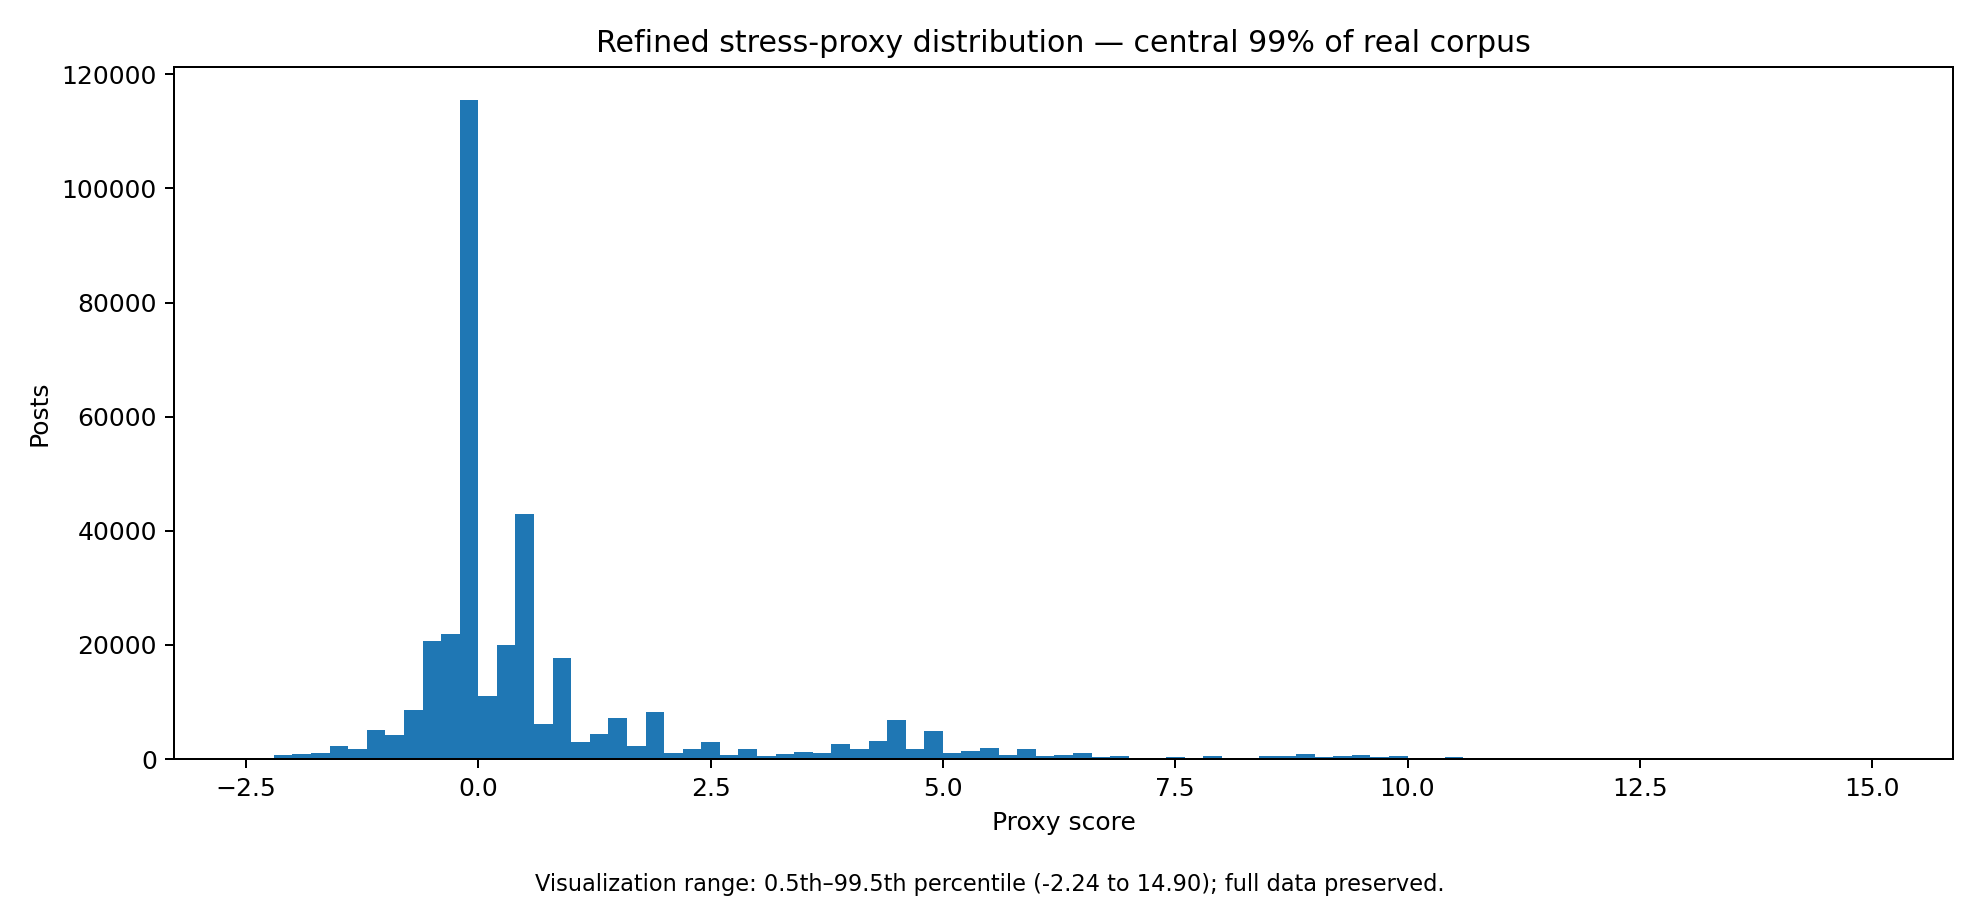 Refined stress-proxy distribution — central 99% of real corpus
120000
100000
80000
60000
40000
20000
0
Posts
−2.5 0.0 2.5 5.0 7.5 10.0 12.5 15.0
Proxy score
Visualization range: 0.5th–99.5th percentile (-2.24 to 14.90); full data preserved.